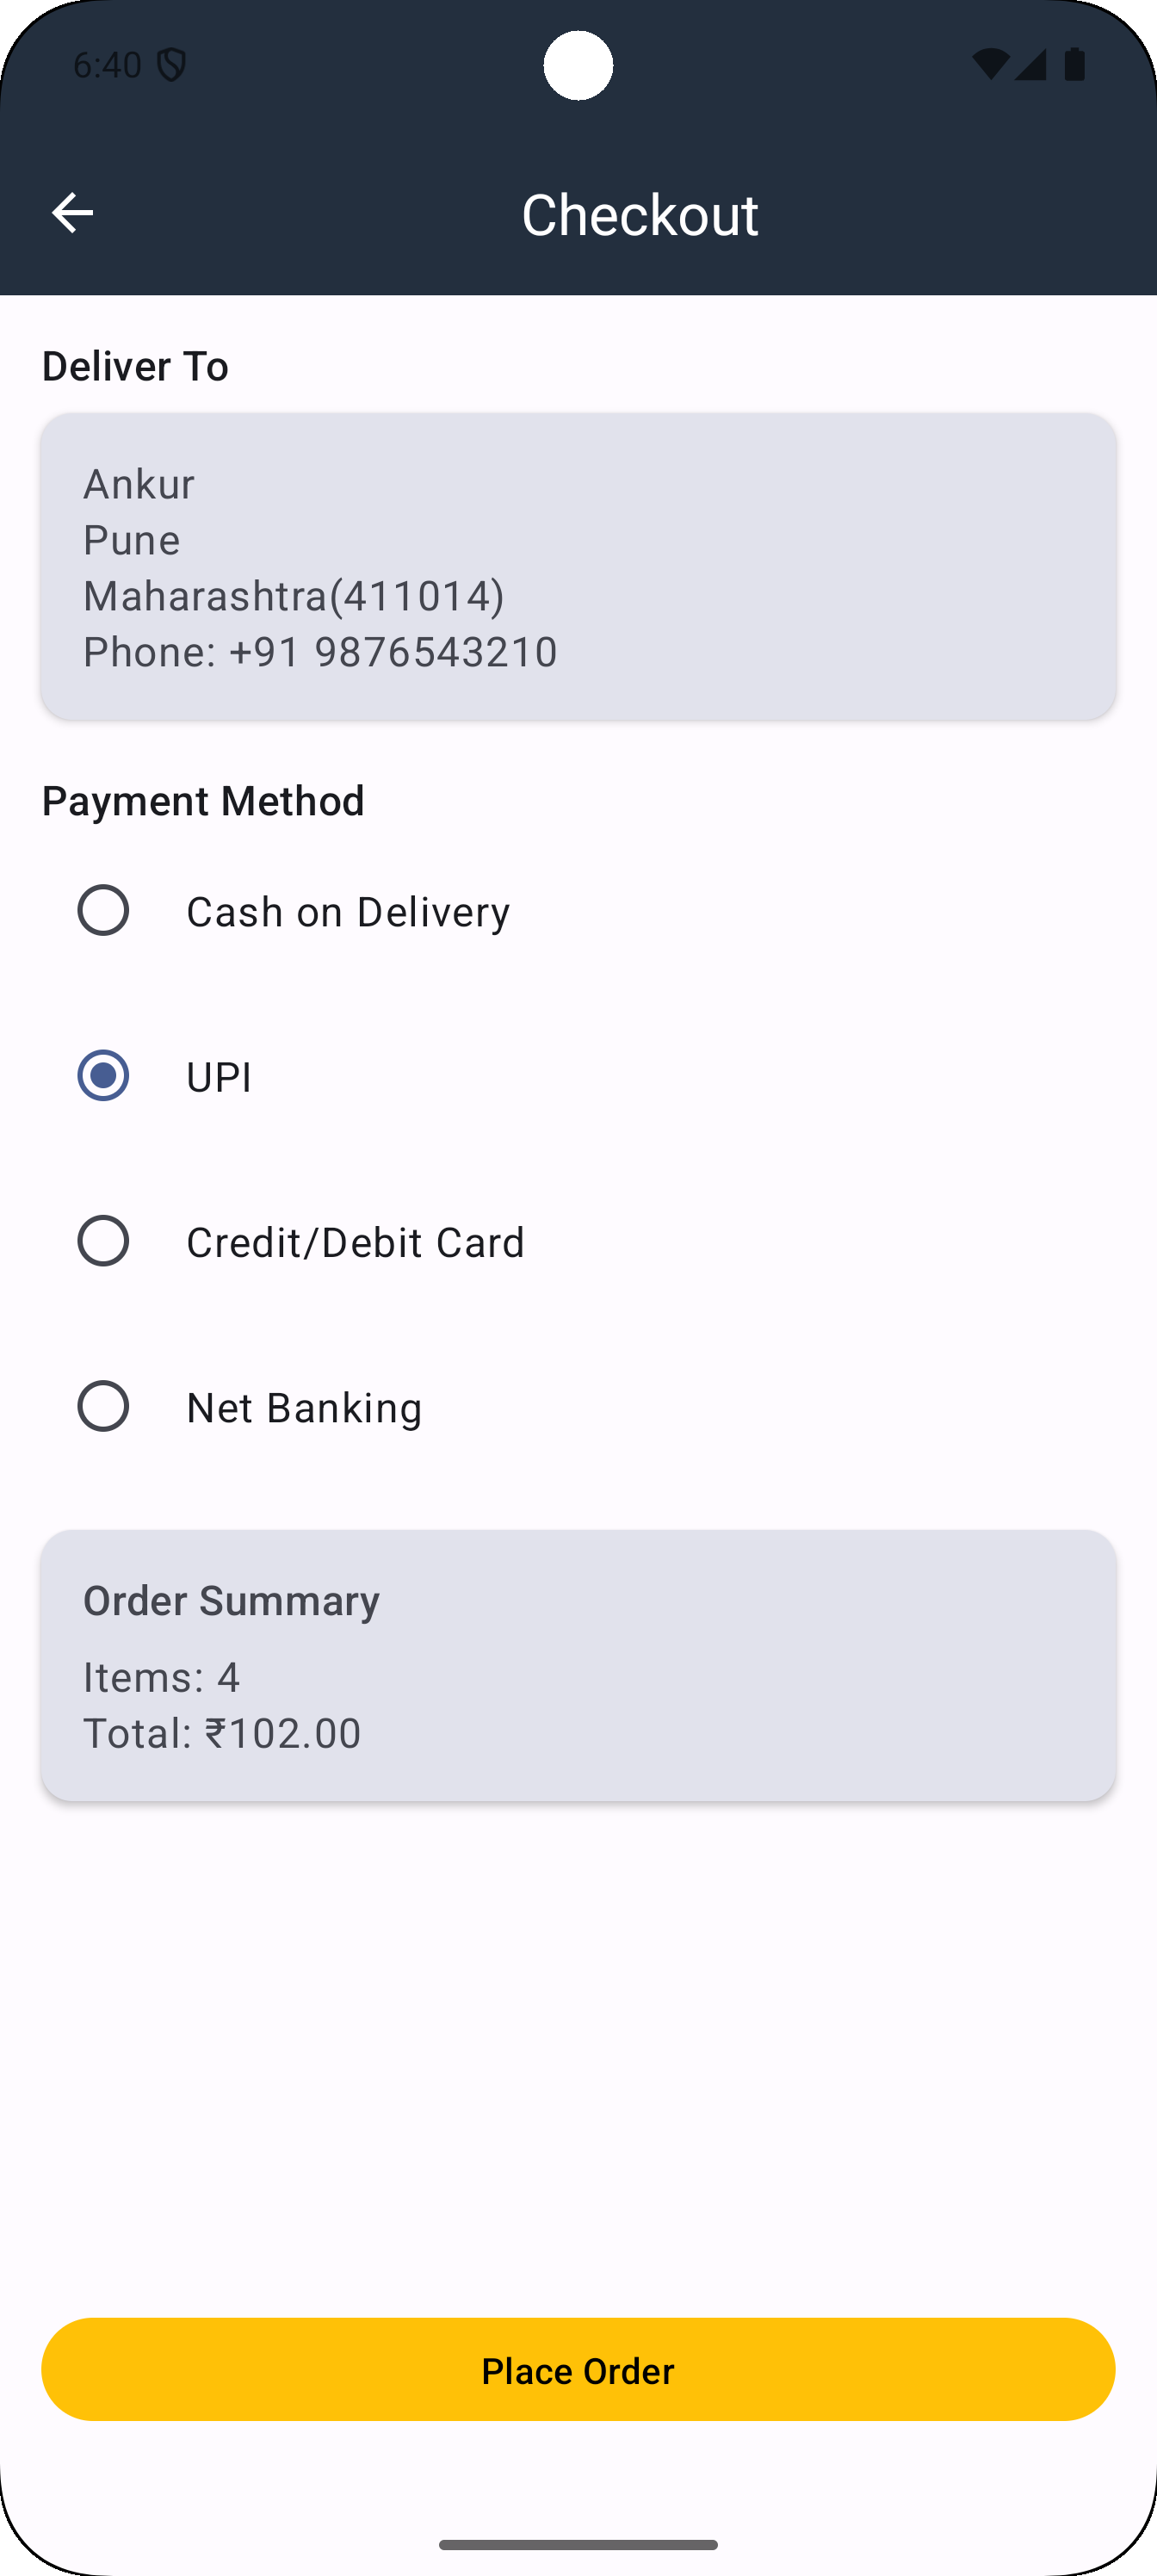 6:40
Checkout
Deliver To
Ankur
Pune
Maharashtra(411014)
Phone: +91 9876543210
Payment Method
Cash on Delivery
UPI
Credit/Debit Card
Net Banking
Order Summary
Items: 4
Total: ₹102.00
Place Order